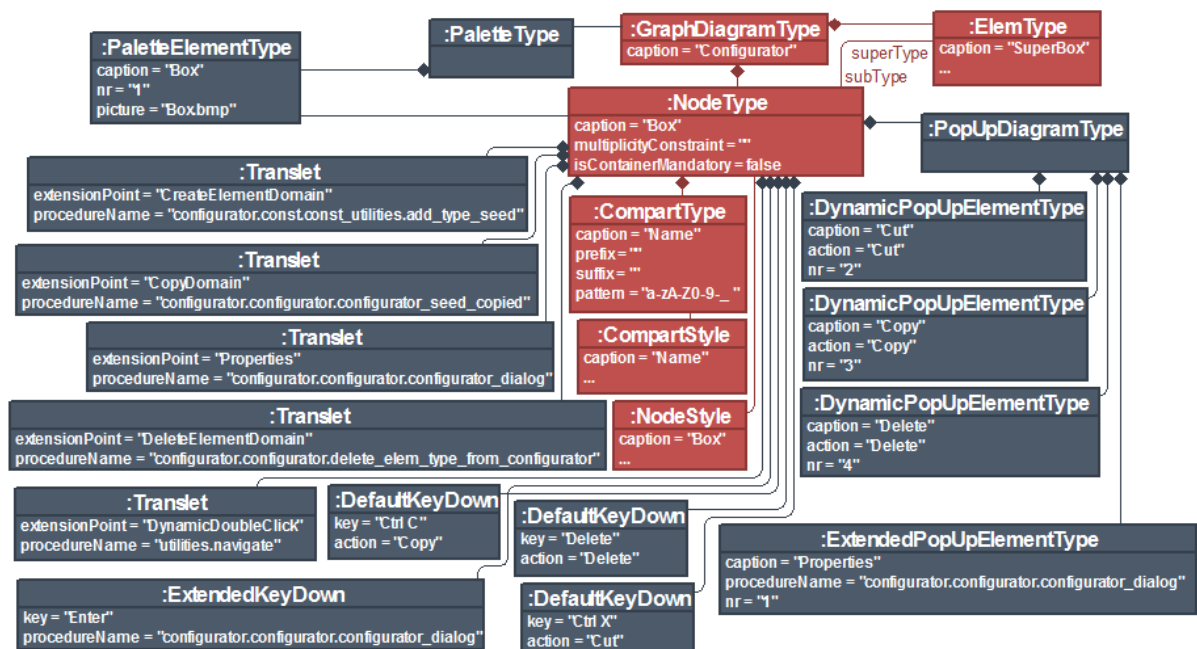 :PaletteElementType
caption = "Box"
nr = "1"
picture = "Box.bmp"
:PaletteType
:GraphDiagramType
caption = "Configurator"
:ElemType
caption = "SuperBox"
...
superType
subType
:NodeType
caption = "Box"
multiplicityConstraint = ""
isContainerMandatory = false
:PopUpDiagramType
:Translet
extensionPoint = "CreateElementDomain"
procedureName = "configurator.const.const_utilities.add_type_seed"
:Translet
extensionPoint = "CopyDomain"
procedureName = "configurator.configurator.configurator_seed_copied"
:Translet
extensionPoint = "Properties"
procedureName = "configurator.configurator.configurator_dialog"
:Translet
extensionPoint = "DeleteElementDomain"
procedureName = "configurator.configurator.delete_elem_type_from_configurator"
:Translet
extensionPoint = "DynamicDoubleClick"
procedureName = "utilities.navigate"
:ExtendedKeyDown
key = "Enter"
procedureName = "configurator.configurator.configurator_dialog"
:CompartType
caption = "Name"
prefix = ""
suffix = ""
pattern = "a-zA-Z0-9-_ "
:CompartStyle
caption = "Name"
...
:NodeStyle
caption = "Box"
...
:DefaultKeyDown
key = "Ctrl C"
action = "Copy"
:DefaultKeyDown
key = "Delete"
action = "Delete"
:DefaultKeyDown
key = "Ctrl X"
action = "Cut"
:DynamicPopUpElementType
caption = "Cut"
action = "Cut"
nr = "2"
:DynamicPopUpElementType
caption = "Copy"
action = "Copy"
nr = "3"
:DynamicPopUpElementType
caption = "Delete"
action = "Delete"
nr = "4"
:ExtendedPopUpElementType
caption = "Properties"
procedureName = "configurator.configurator.configurator_dialog"
nr = "1"